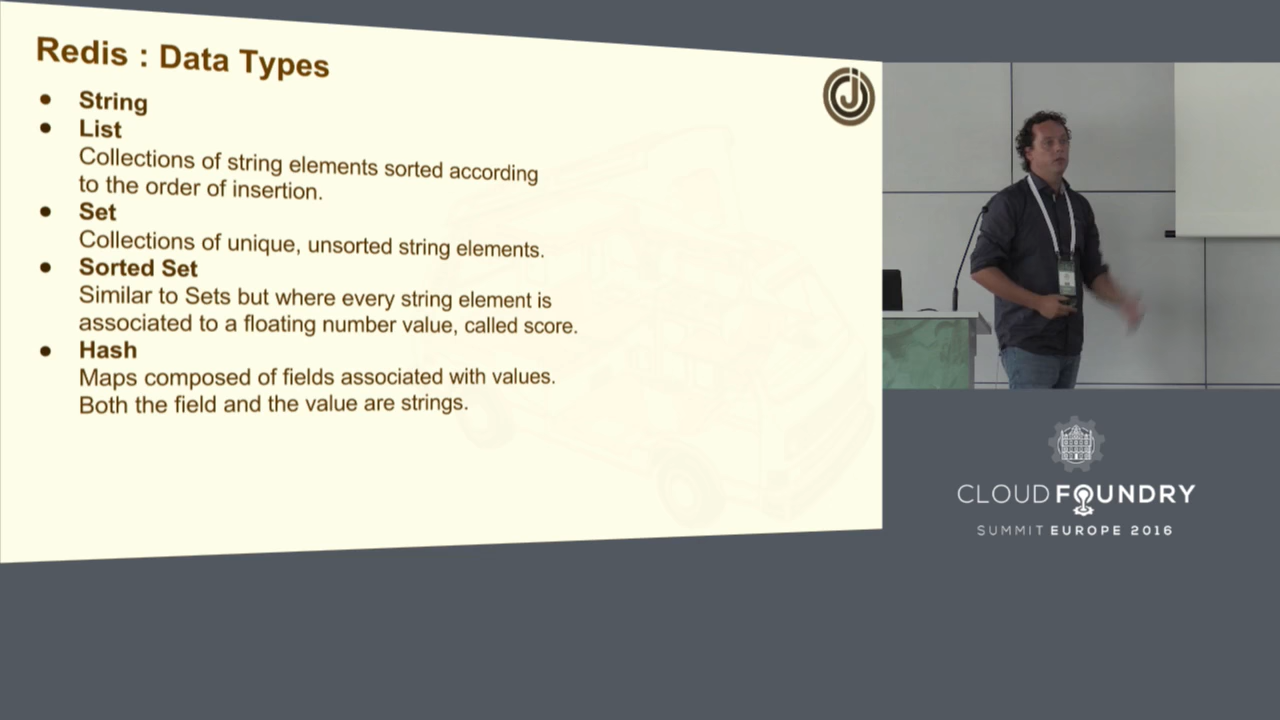 Redis : Data Types
● String
● List
Collections of string elements sorted according
to the order of insertion.
● Set
Collections of unique, unsorted string elements.
● Sorted Set
Similar to Sets but where every string element is
associated to a floating number value, called score.
● Hash
Maps composed of fields associated with values.
Both the field and the value are strings.
CLOUD FOUNDRY
SUMMIT EUROPE 2016